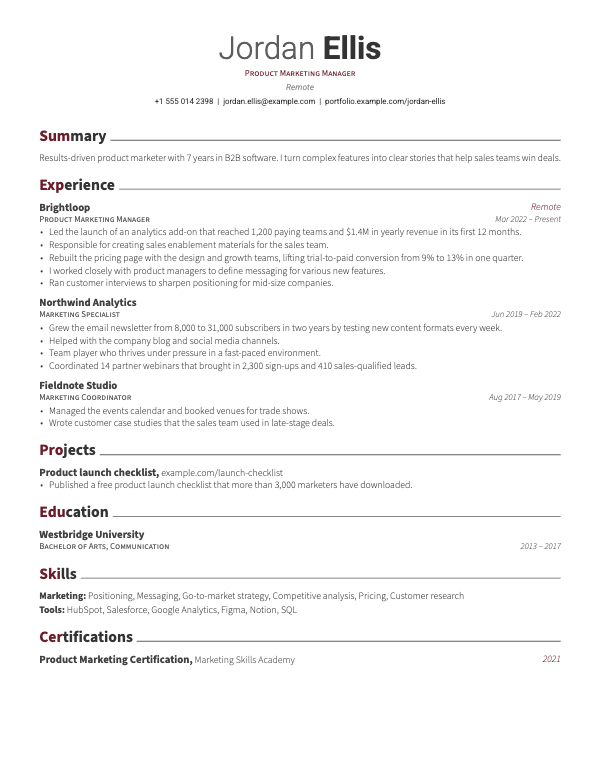 Jordan Ellis
Product Marketing Manager
Remote
+1 555 014 2398 | jordan.ellis@example.com | portfolio.example.com/jordan-ellis
Summary
Results-driven product marketer with 7 years in B2B software. I turn complex features into clear stories that help sales teams win deals.
Experience
Brightloop Remote
Product Marketing Manager Mar 2022 – Present
• Led the launch of an analytics add-on that reached 1,200 paying teams and $1.4M in yearly revenue in its first 12 months.
• Responsible for creating sales enablement materials for the sales team.
• Rebuilt the pricing page with the design and growth teams, lifting trial-to-paid conversion from 9% to 13% in one quarter.
• I worked closely with product managers to define messaging for various new features.
• Ran customer interviews to sharpen positioning for mid-size companies.
Northwind Analytics
Marketing Specialist Jun 2019 – Feb 2022
• Grew the email newsletter from 8,000 to 31,000 subscribers in two years by testing new content formats every week.
• Helped with the company blog and social media channels.
• Team player who thrives under pressure in a fast-paced environment.
• Coordinated 14 partner webinars that brought in 2,300 sign-ups and 410 sales-qualified leads.
Fieldnote Studio
Marketing Coordinator Aug 2017 – May 2019
• Managed the events calendar and booked venues for trade shows.
• Wrote customer case studies that the sales team used in late-stage deals.
Projects
Product launch checklist, example.com/launch-checklist
• Published a free product launch checklist that more than 3,000 marketers have downloaded.
Education
Westbridge University
Bachelor of Arts, Communication 2013 – 2017
Skills
Marketing: Positioning, Messaging, Go-to-market strategy, Competitive analysis, Pricing, Customer research
Tools: HubSpot, Salesforce, Google Analytics, Figma, Notion, SQL
Certifications
Product Marketing Certification, Marketing Skills Academy 2021